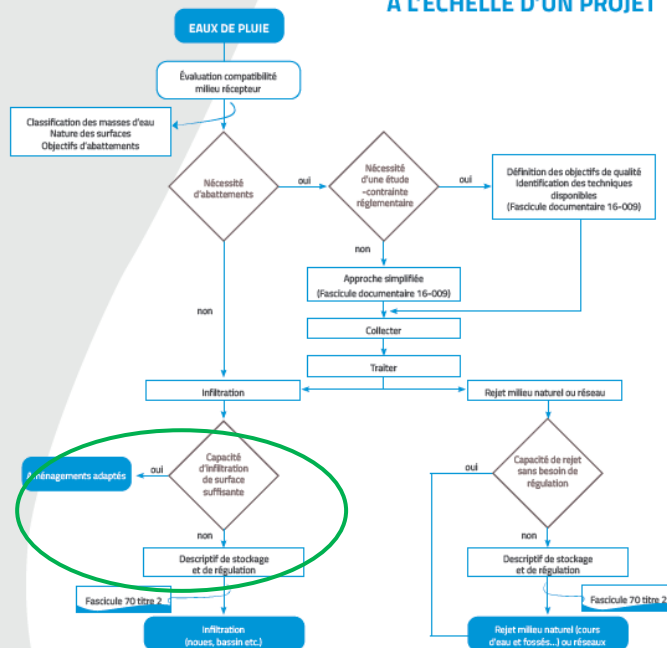 À L'ÉCHELLE D'UN PROJET
EAUX DE PLUIE
Évaluation compatibilité
milieu récepteur
Classification des masses d'eau
Nature des surfaces
Objectifs d'abattements
Nécessité
d'abattements
oui
Nécessité
d'une étude
-contrainte
réglementaire
oui
Définition des objectifs de qualité
Identification des techniques
disponibles
(Fascicule documentaire 16-009)
non
Approche simplifiée
(Fascicule documentaire 16-009)
non
Collecter
Traiter
Infiltration
Rejet milieu naturel ou réseau
Capacité
d'infiltration
de surface
suffisante
oui
Aménagements adaptés
Capacité de rejet
sans besoin de
régulation
oui
non
Descriptif de stockage
et de régulation
non
Descriptif de stockage
et de régulation
Fascicule 70 titre 2
Fascicule 70 titre 2
Infiltration
(noues, bassin etc.)
Rejet milieu naturel (cours
d'eau et fossés...) ou réseaux